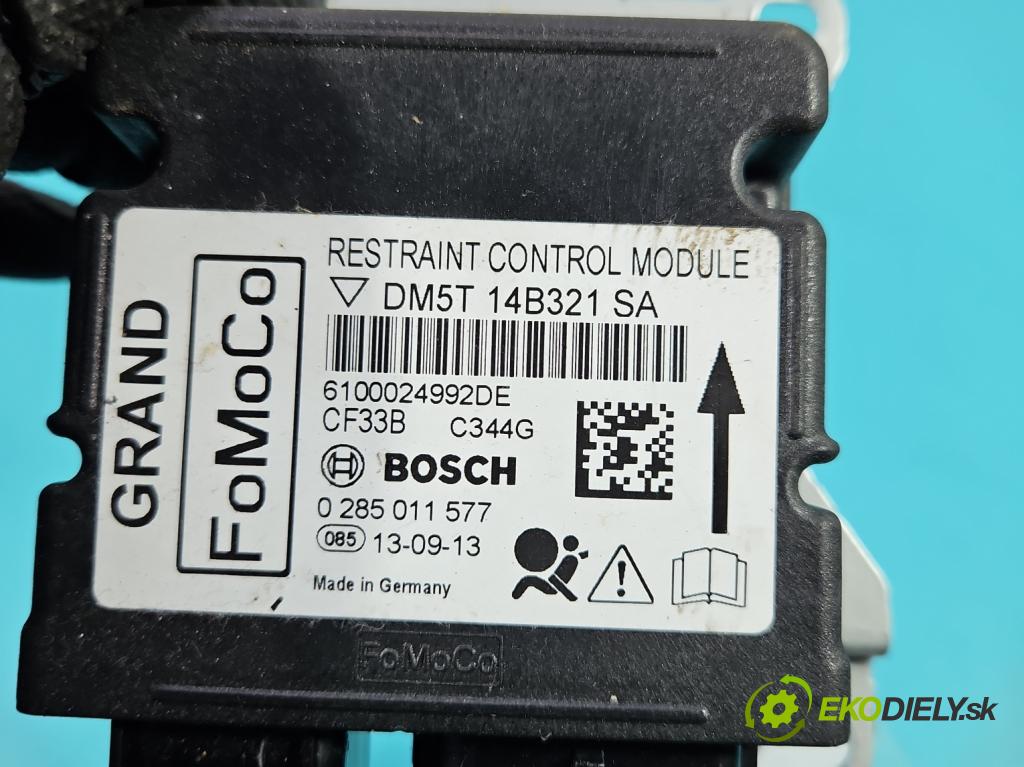 RESTRAINT CONTROL MODULE
DM5T 14B321 SA
6100024992DE
CF33B C344G
BOSCH
0 285 011 577
085 13-09-13
Made in Germany
GRAND
FoMoCo
FoMoCo
EKODIELY.sk